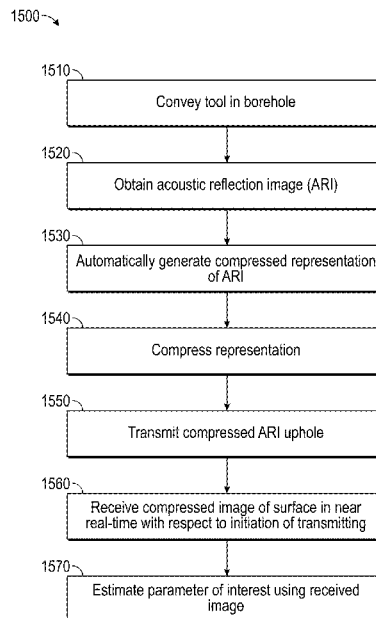 1500
1510
Convey tool in borehole
1520
Obtain acoustic reflection image (ARI)
1530
Automatically generate compressed representation
of ARI
1540
Compress representation
1550
Transmit compressed ARI uphole
1560
Receive compressed image of surface in near
real-time with respect to initiation of transmitting
1570
Estimate parameter of interest using received
image